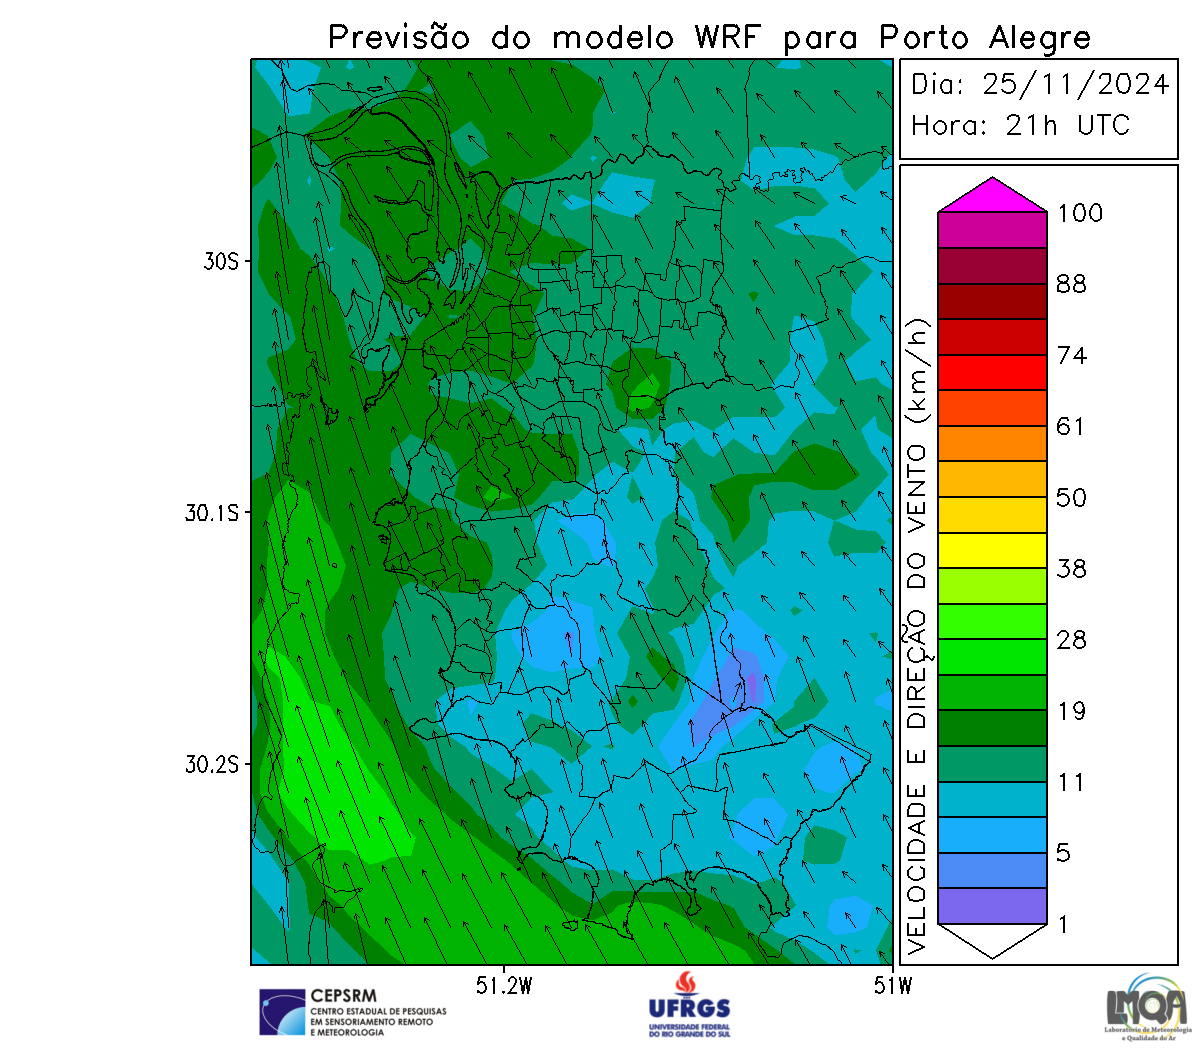 Previsão do modelo WRF para Porto Alegre
Dia: 25/11/2024
Hora: 21h UTC
30S
30.1S
30.2S
51.2W
51W
VELOCIDADE E DIREÇÃO DO VENTO (km/h)
100
88
74
61
50
38
28
19
11
5
1
CEPSRM
CENTRO ESTADUAL DE PESQUISAS
EM SENSORIAMENTO REMOTO
E METEOROLOGIA
UFRGS
UNIVERSIDADE FEDERAL
DO RIO GRANDE DO SUL
LMQA
Laboratório de Meteorologia
e Qualidade do Ar